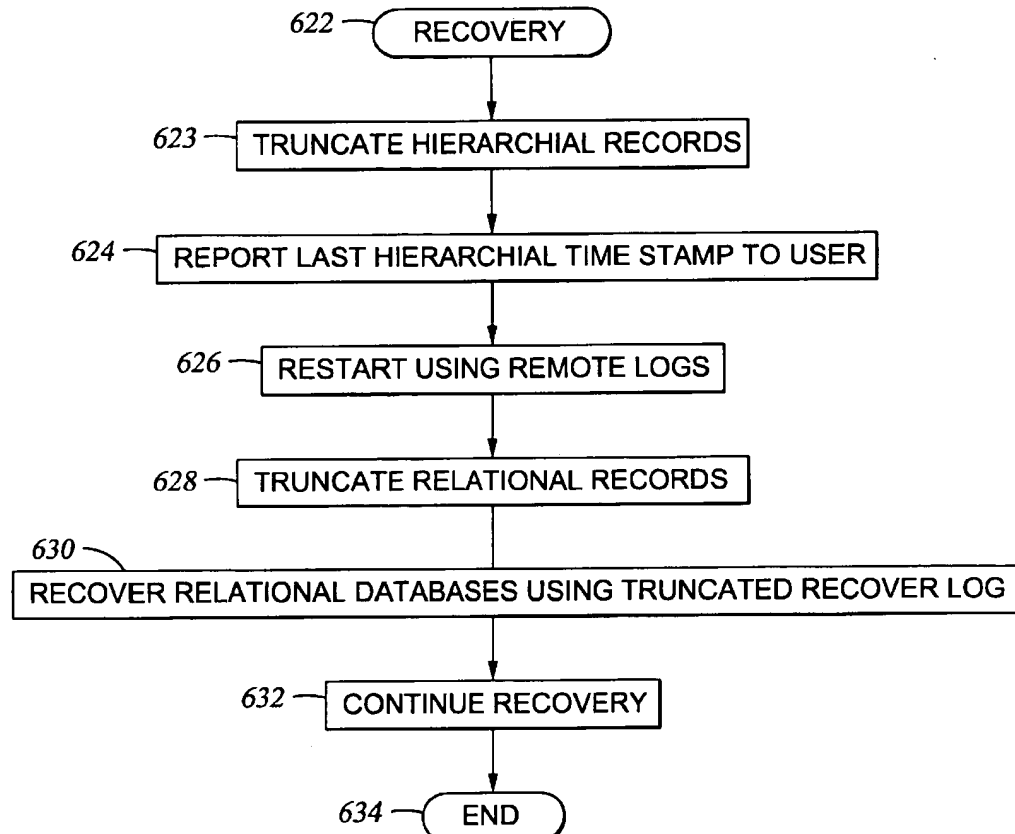 622 RECOVERY
623 TRUNCATE HIERARCHIAL RECORDS
624 REPORT LAST HIERARCHIAL TIME STAMP TO USER
626 RESTART USING REMOTE LOGS
628 TRUNCATE RELATIONAL RECORDS
630
RECOVER RELATIONAL DATABASES USING TRUNCATED RECOVER LOG
632 CONTINUE RECOVERY
634 END